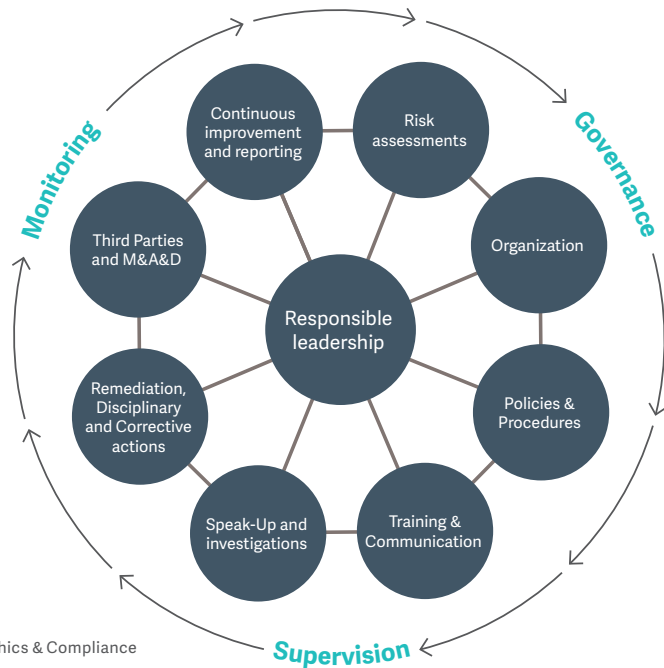 Monitoring
Governance
Continuous
improvement
and reporting
Risk
assessments
Third Parties
and M&A&D
Organization
Responsible
leadership
Remediation,
Disciplinary
and Corrective
actions
Policies &
Procedures
Speak-Up and
investigations
Training &
Communication
hics & Compliance
Supervision